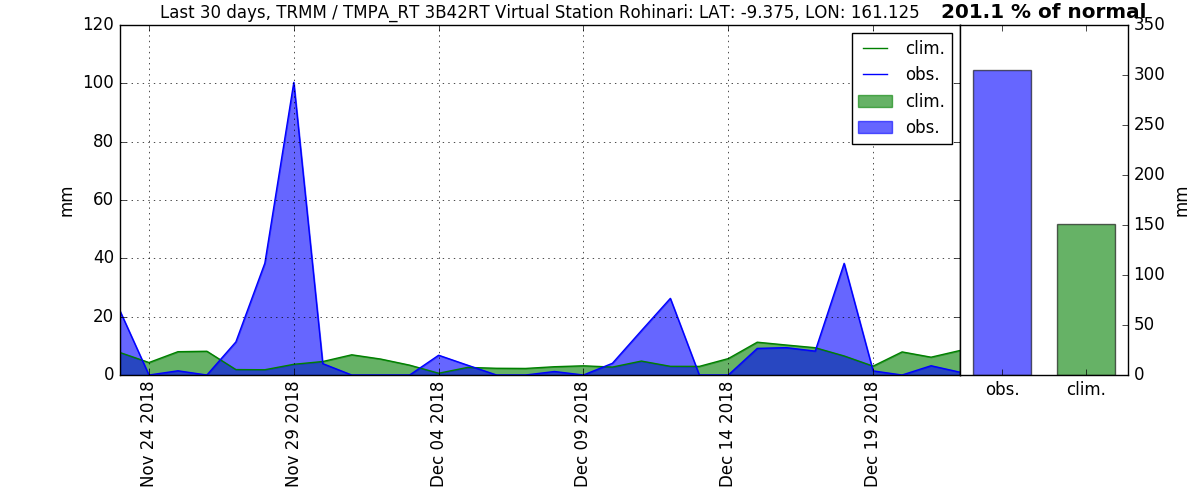 Last 30 days, TRMM / TMPA_RT 3B42RT Virtual Station Rohinari: LAT: -9.375, LON: 161.125
201.1 % of normal
120
100
80
60
40
20
0
mm
clim.
obs.
clim.
obs.
350
300
250
200
150
100
50
0
mm
Nov 24 2018
Nov 29 2018
Dec 04 2018
Dec 09 2018
Dec 14 2018
Dec 19 2018
obs.
clim.